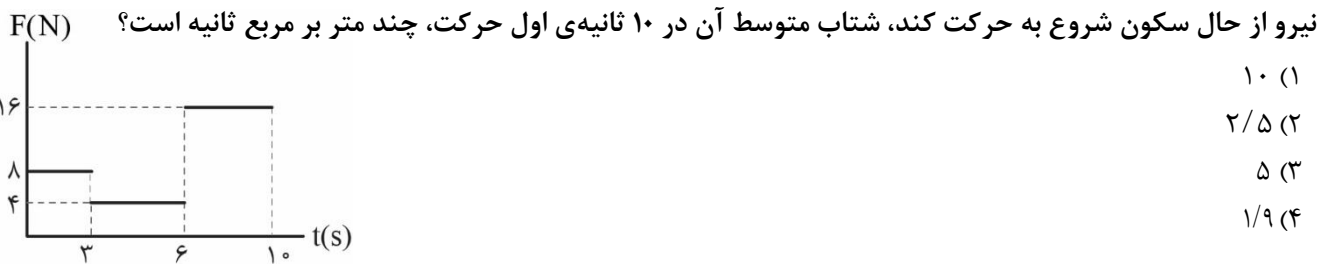 نیرو از حال سکون شروع به حرکت کند، شتاب متوسط آن در ۱۰ ثانیه‌ی اول حرکت، چند متر بر مربع ثانیه است؟
۱) ۱۰
۲) ۲/۵
۳) ۵
۴) ۱/۹
F(N)
۱۶
۸
۴
۳ ۶ ۱۰ t(s)